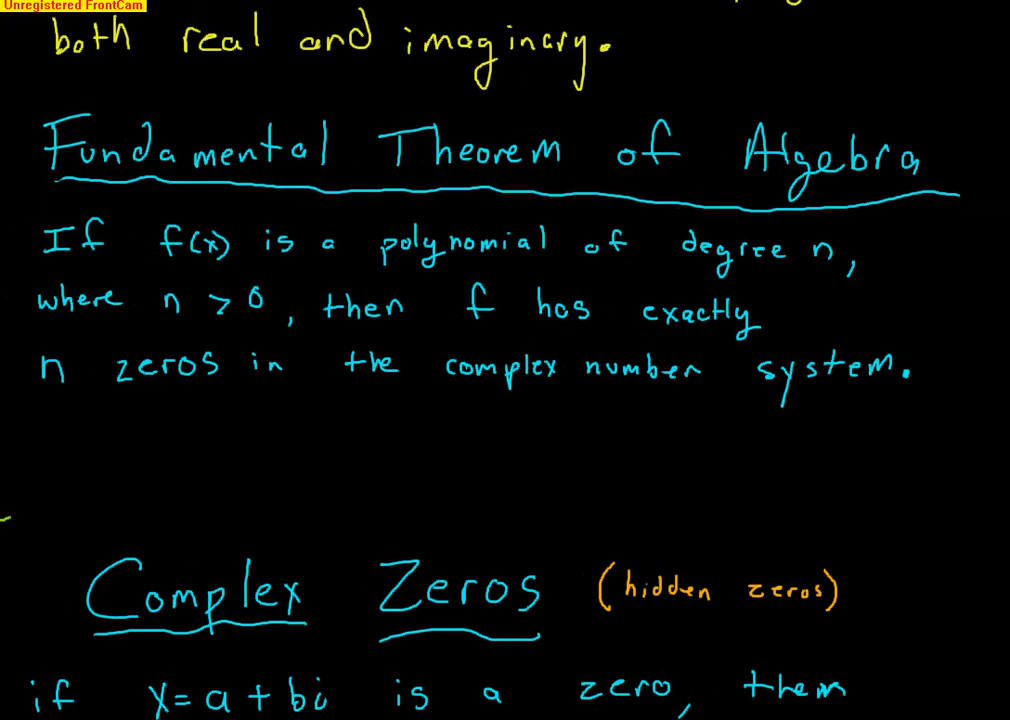 Unregistered FrontCam
both real and imaginary.
Fundamental Theorem of Algebra
If f(x) is a polynomial of degree n,
where n > 0, then f has exactly
n zeros in the complex number system.
Complex Zeros (hidden zeros)
if x = a + bi is a zero, them